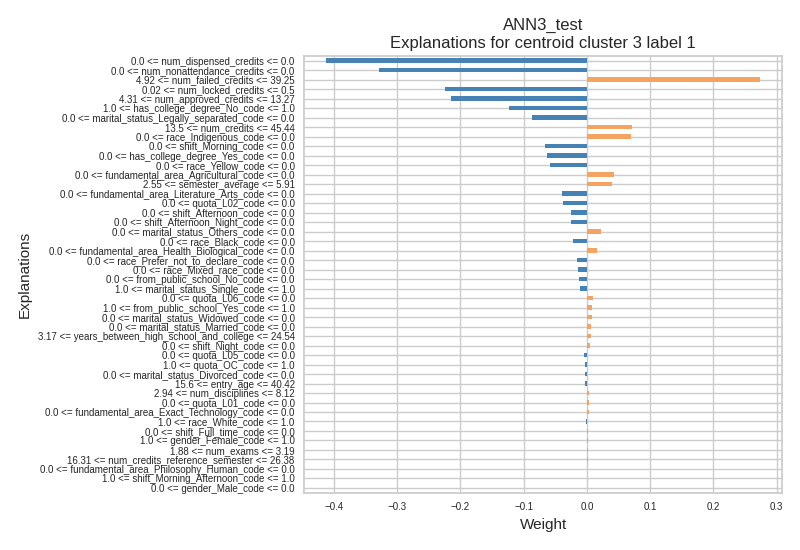 ANN3_test
Explanations for centroid cluster 3 label 1
0.0 <= num_dispensed_credits <= 0.0
0.0 <= num_nonattendance_credits <= 0.0
4.92 <= num_failed_credits <= 39.25
0.02 <= num_locked_credits <= 0.5
4.31 <= num_approved_credits <= 13.27
1.0 <= has_college_degree_No_code <= 1.0
0.0 <= marital_status_Legally_separated_code <= 0.0
13.5 <= num_credits <= 45.44
0.0 <= race_Indigenous_code <= 0.0
0.0 <= shift_Morning_code <= 0.0
0.0 <= has_college_degree_Yes_code <= 0.0
0.0 <= race_Yellow_code <= 0.0
0.0 <= fundamental_area_Agricultural_code <= 0.0
2.55 <= semester_average <= 5.91
0.0 <= fundamental_area_Literature_Arts_code <= 0.0
0.0 <= quota_L02_code <= 0.0
0.0 <= shift_Afternoon_code <= 0.0
0.0 <= shift_Afternoon_Night_code <= 0.0
0.0 <= marital_status_Others_code <= 0.0
0.0 <= race_Black_code <= 0.0
0.0 <= fundamental_area_Health_Biological_code <= 0.0
0.0 <= race_Prefer_not_to_declare_code <= 0.0
0.0 <= race_Mixed_race_code <= 0.0
0.0 <= from_public_school_No_code <= 0.0
1.0 <= marital_status_Single_code <= 1.0
0.0 <= quota_L06_code <= 0.0
1.0 <= from_public_school_Yes_code <= 1.0
0.0 <= marital_status_Widowed_code <= 0.0
0.0 <= marital_status_Married_code <= 0.0
3.17 <= years_between_high_school_and_college <= 24.54
0.0 <= shift_Night_code <= 0.0
0.0 <= quota_L05_code <= 0.0
1.0 <= quota_OC_code <= 1.0
0.0 <= marital_status_Divorced_code <= 0.0
15.6 <= entry_age <= 40.42
2.94 <= num_disciplines <= 8.12
0.0 <= quota_L01_code <= 0.0
0.0 <= fundamental_area_Exact_Technology_code <= 0.0
1.0 <= race_White_code <= 1.0
0.0 <= shift_Full_time_code <= 0.0
1.0 <= gender_Female_code <= 1.0
1.88 <= num_exams <= 3.19
16.31 <= num_credits_reference_semester <= 26.38
0.0 <= fundamental_area_Philosophy_Human_code <= 0.0
1.0 <= shift_Morning_Afternoon_code <= 1.0
0.0 <= gender_Male_code <= 0.0
Explanations
−0.4 −0.3 −0.2 −0.1 0.0 0.1 0.2 0.3
Weight